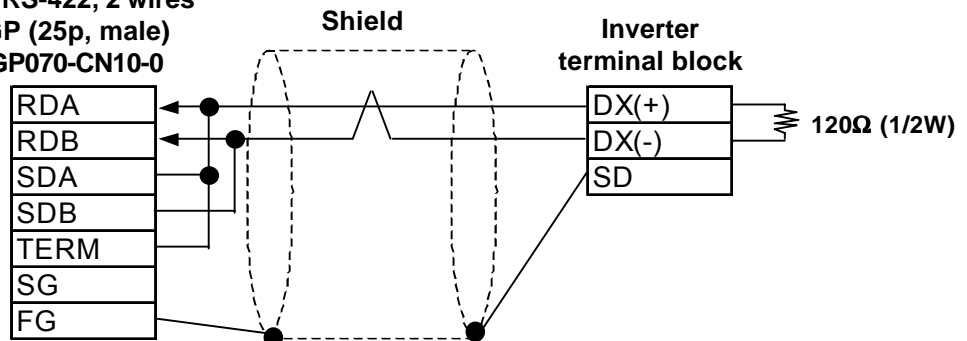 RS-422, 2 wires
GP (25p, male)
GP070-CN10-0
Shield
Inverter
terminal block
RDA
RDB
SDA
SDB
TERM
SG
FG
DX(+)
DX(-)
SD
120Ω (1/2W)